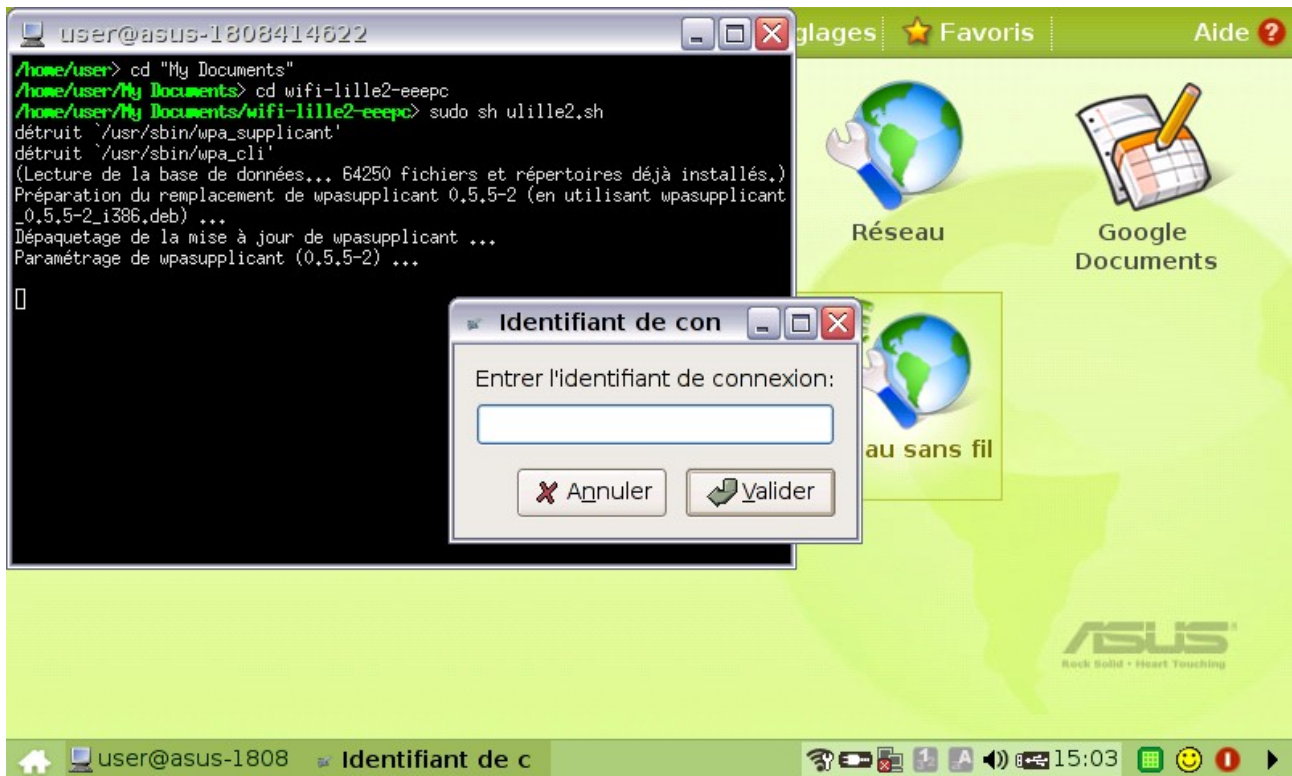 user@asus-1808414622
/home/user> cd "My Documents"
/home/user/My Documents> cd wifi-lille2-eeepc
/home/user/My Documents/wifi-lille2-eeepc> sudo sh ulille2.sh
détruit `/usr/sbin/wpa_supplicant'
détruit `/usr/sbin/wpa_cli'
(Lecture de la base de données... 64250 fichiers et répertoires déjà installés.)
Préparation du remplacement de wpasupplicant 0.5.5-2 (en utilisant wpasupplicant
_0.5.5-2_i386.deb) ...
Dépaquetage de la mise à jour de wpasupplicant ...
Paramétrage de wpasupplicant (0.5.5-2) ...
glages
Favoris
Aide
Réseau
Google
Documents
au sans fil
Identifiant de con
Entrer l'identifiant de connexion:
Annuler
Valider
ASUS
Rock Solid • Heart Touching
user@asus-1808
Identifiant de c
15:03